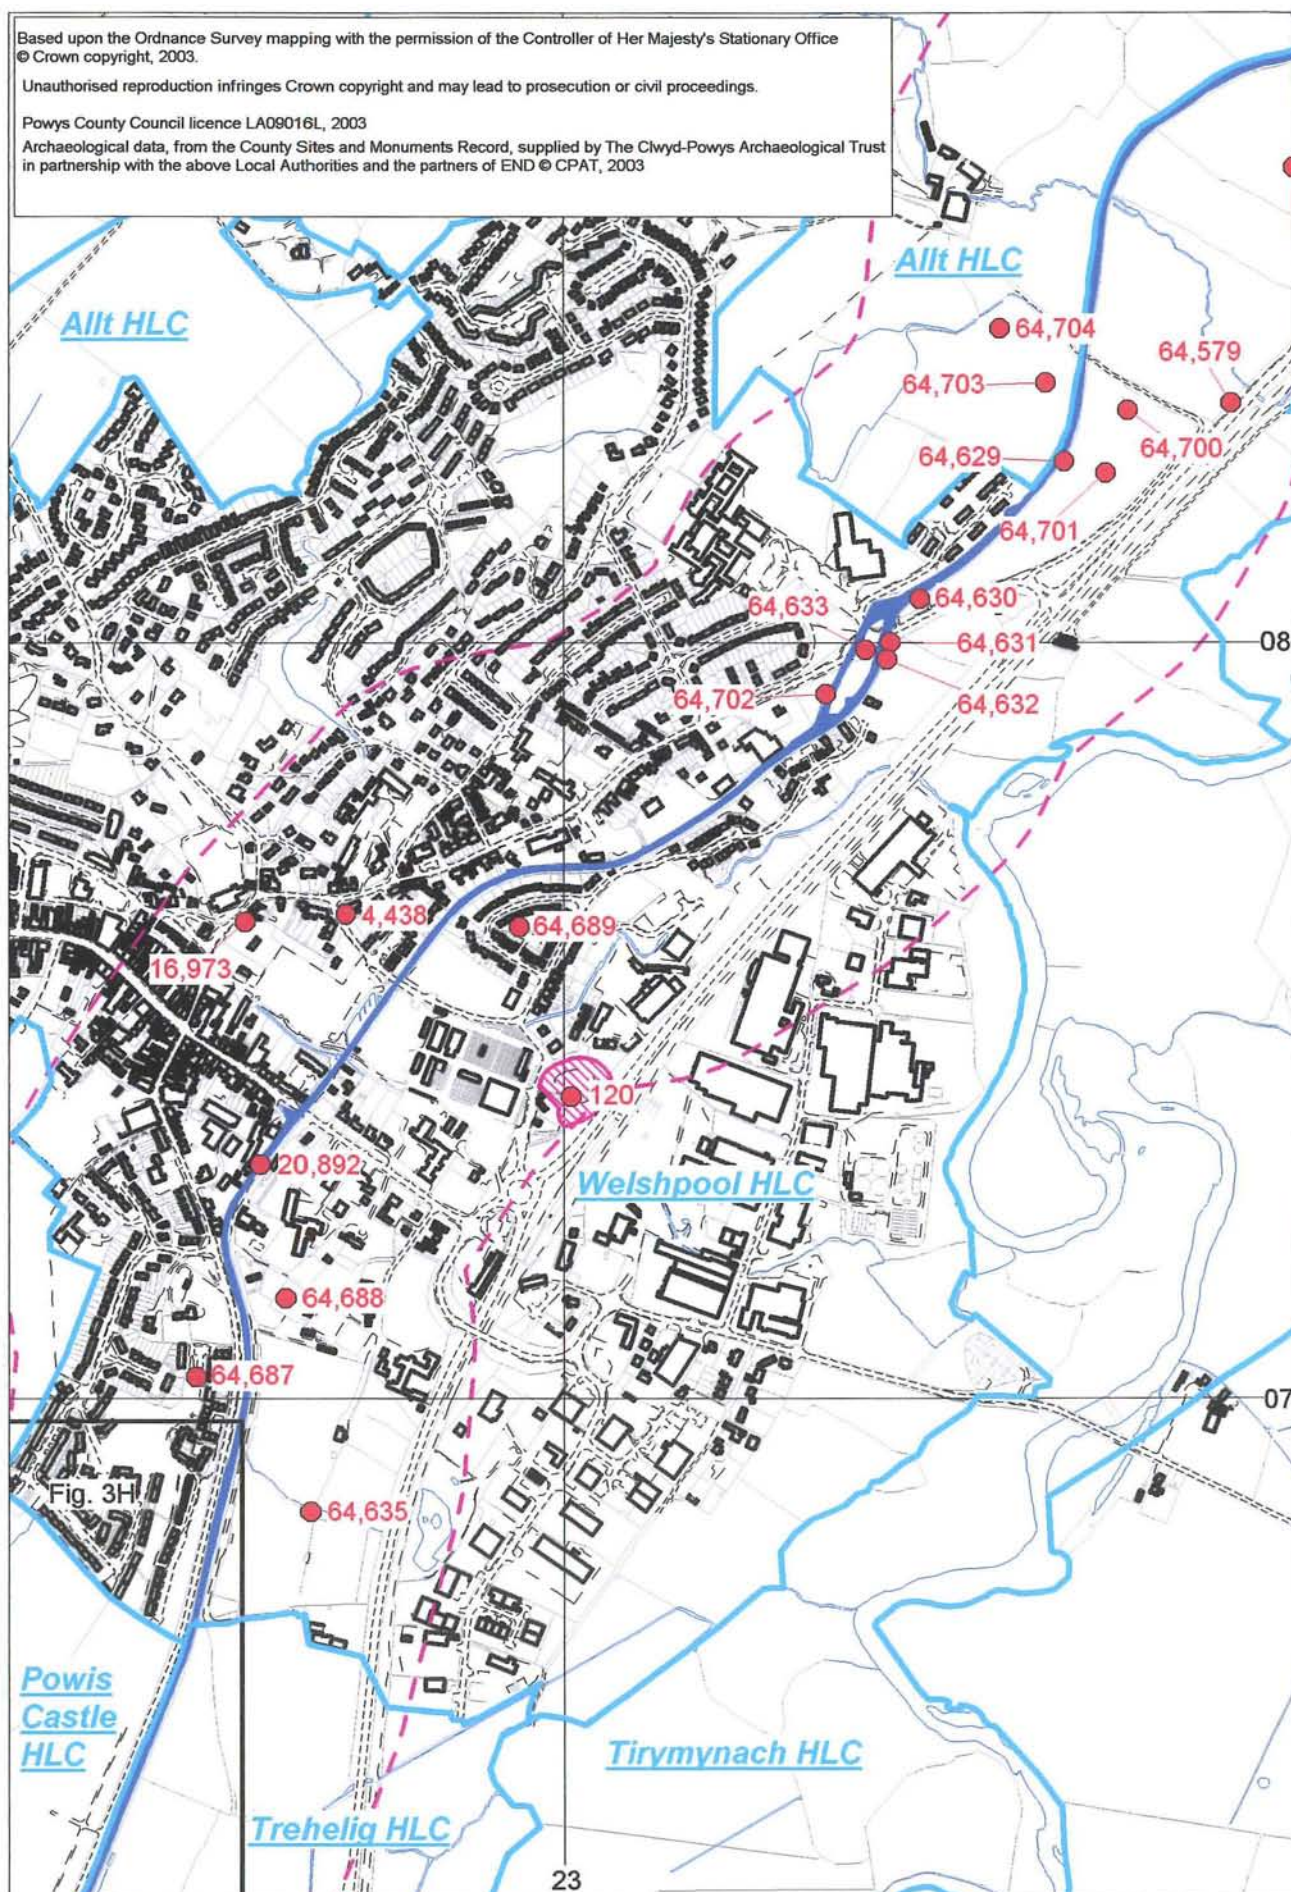 Based upon the Ordnance Survey mapping with the permission of the Controller of Her Majesty's Stationary Office
© Crown copyright, 2003.
Unauthorised reproduction infringes Crown copyright and may lead to prosecution or civil proceedings.
Powys County Council licence LA09016L, 2003
Archaeological data, from the County Sites and Monuments Record, supplied by The Clwyd-Powys Archaeological Trust
in partnership with the above Local Authorities and the partners of END © CPAT, 2003
Allt HLC
Allt HLC
64,704
64,579
64,703
64,700
64,629
64,701
64,633
64,630
64,631
08
64,702
64,632
4,438
64,689
16,973
120
20,892
Welshpool HLC
64,688
64,687
07
Fig. 3H
64,635
Powis
Castle
HLC
Tirymynach HLC
Trehelig HLC
23